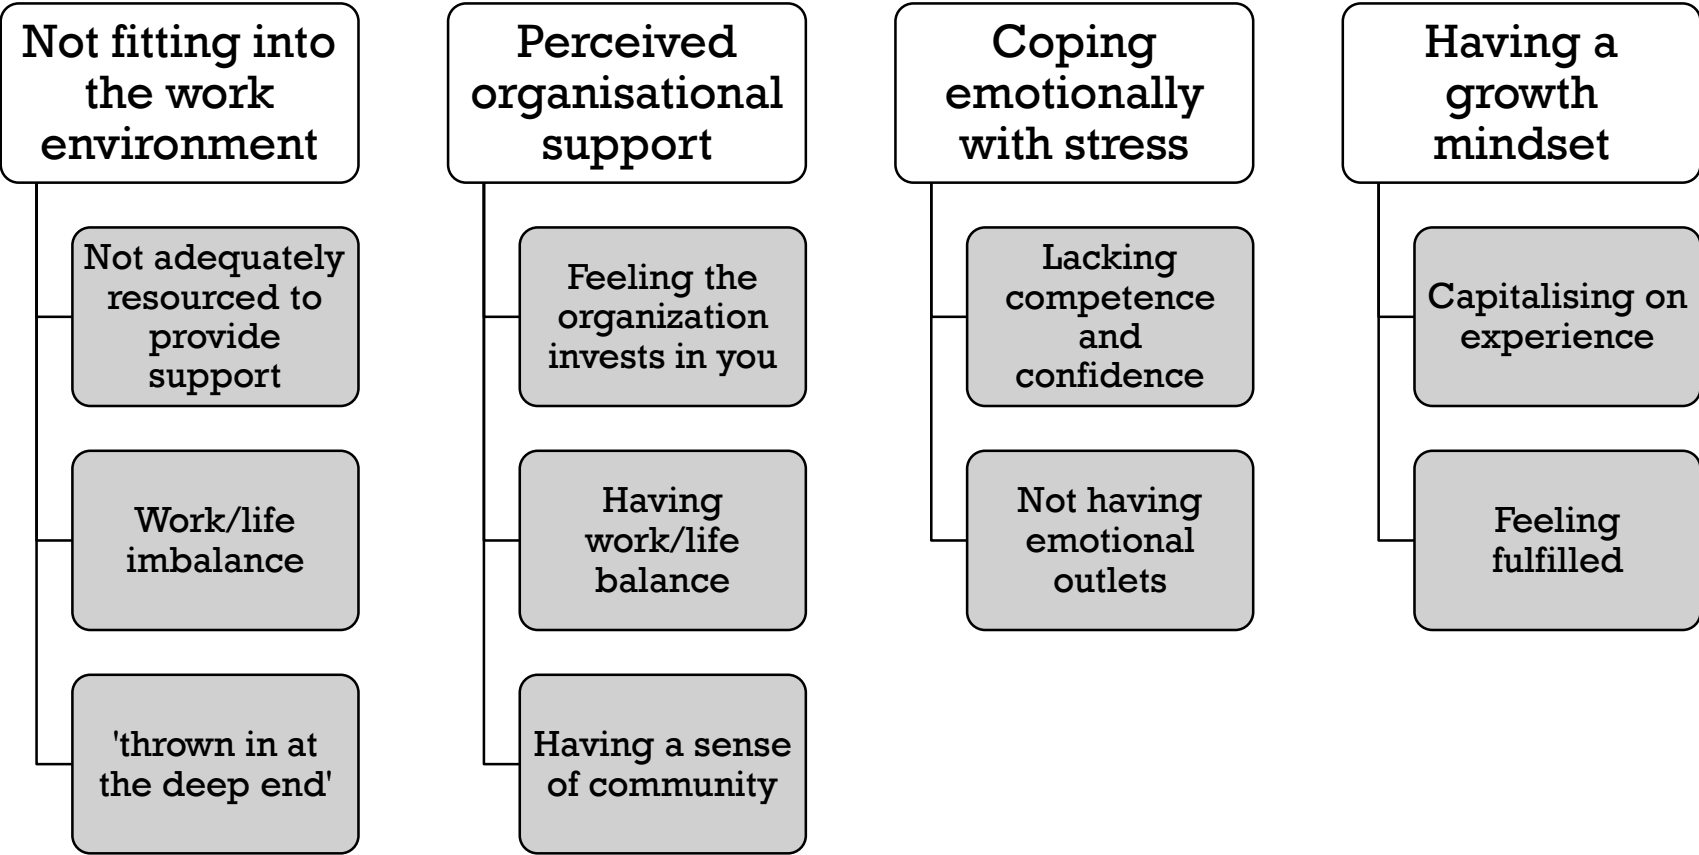 Not fitting into
the work
environment
Not adequately
resourced to
provide
support
Work/life
imbalance
'thrown in at
the deep end'
Perceived
organisational
support
Feeling the
organization
invests in you
Having
work/life
balance
Having a sense
of community
Coping
emotionally
with stress
Lacking
competence
and
confidence
Not having
emotional
outlets
Having a
growth
mindset
Capitalising on
experience
Feeling
fulfilled